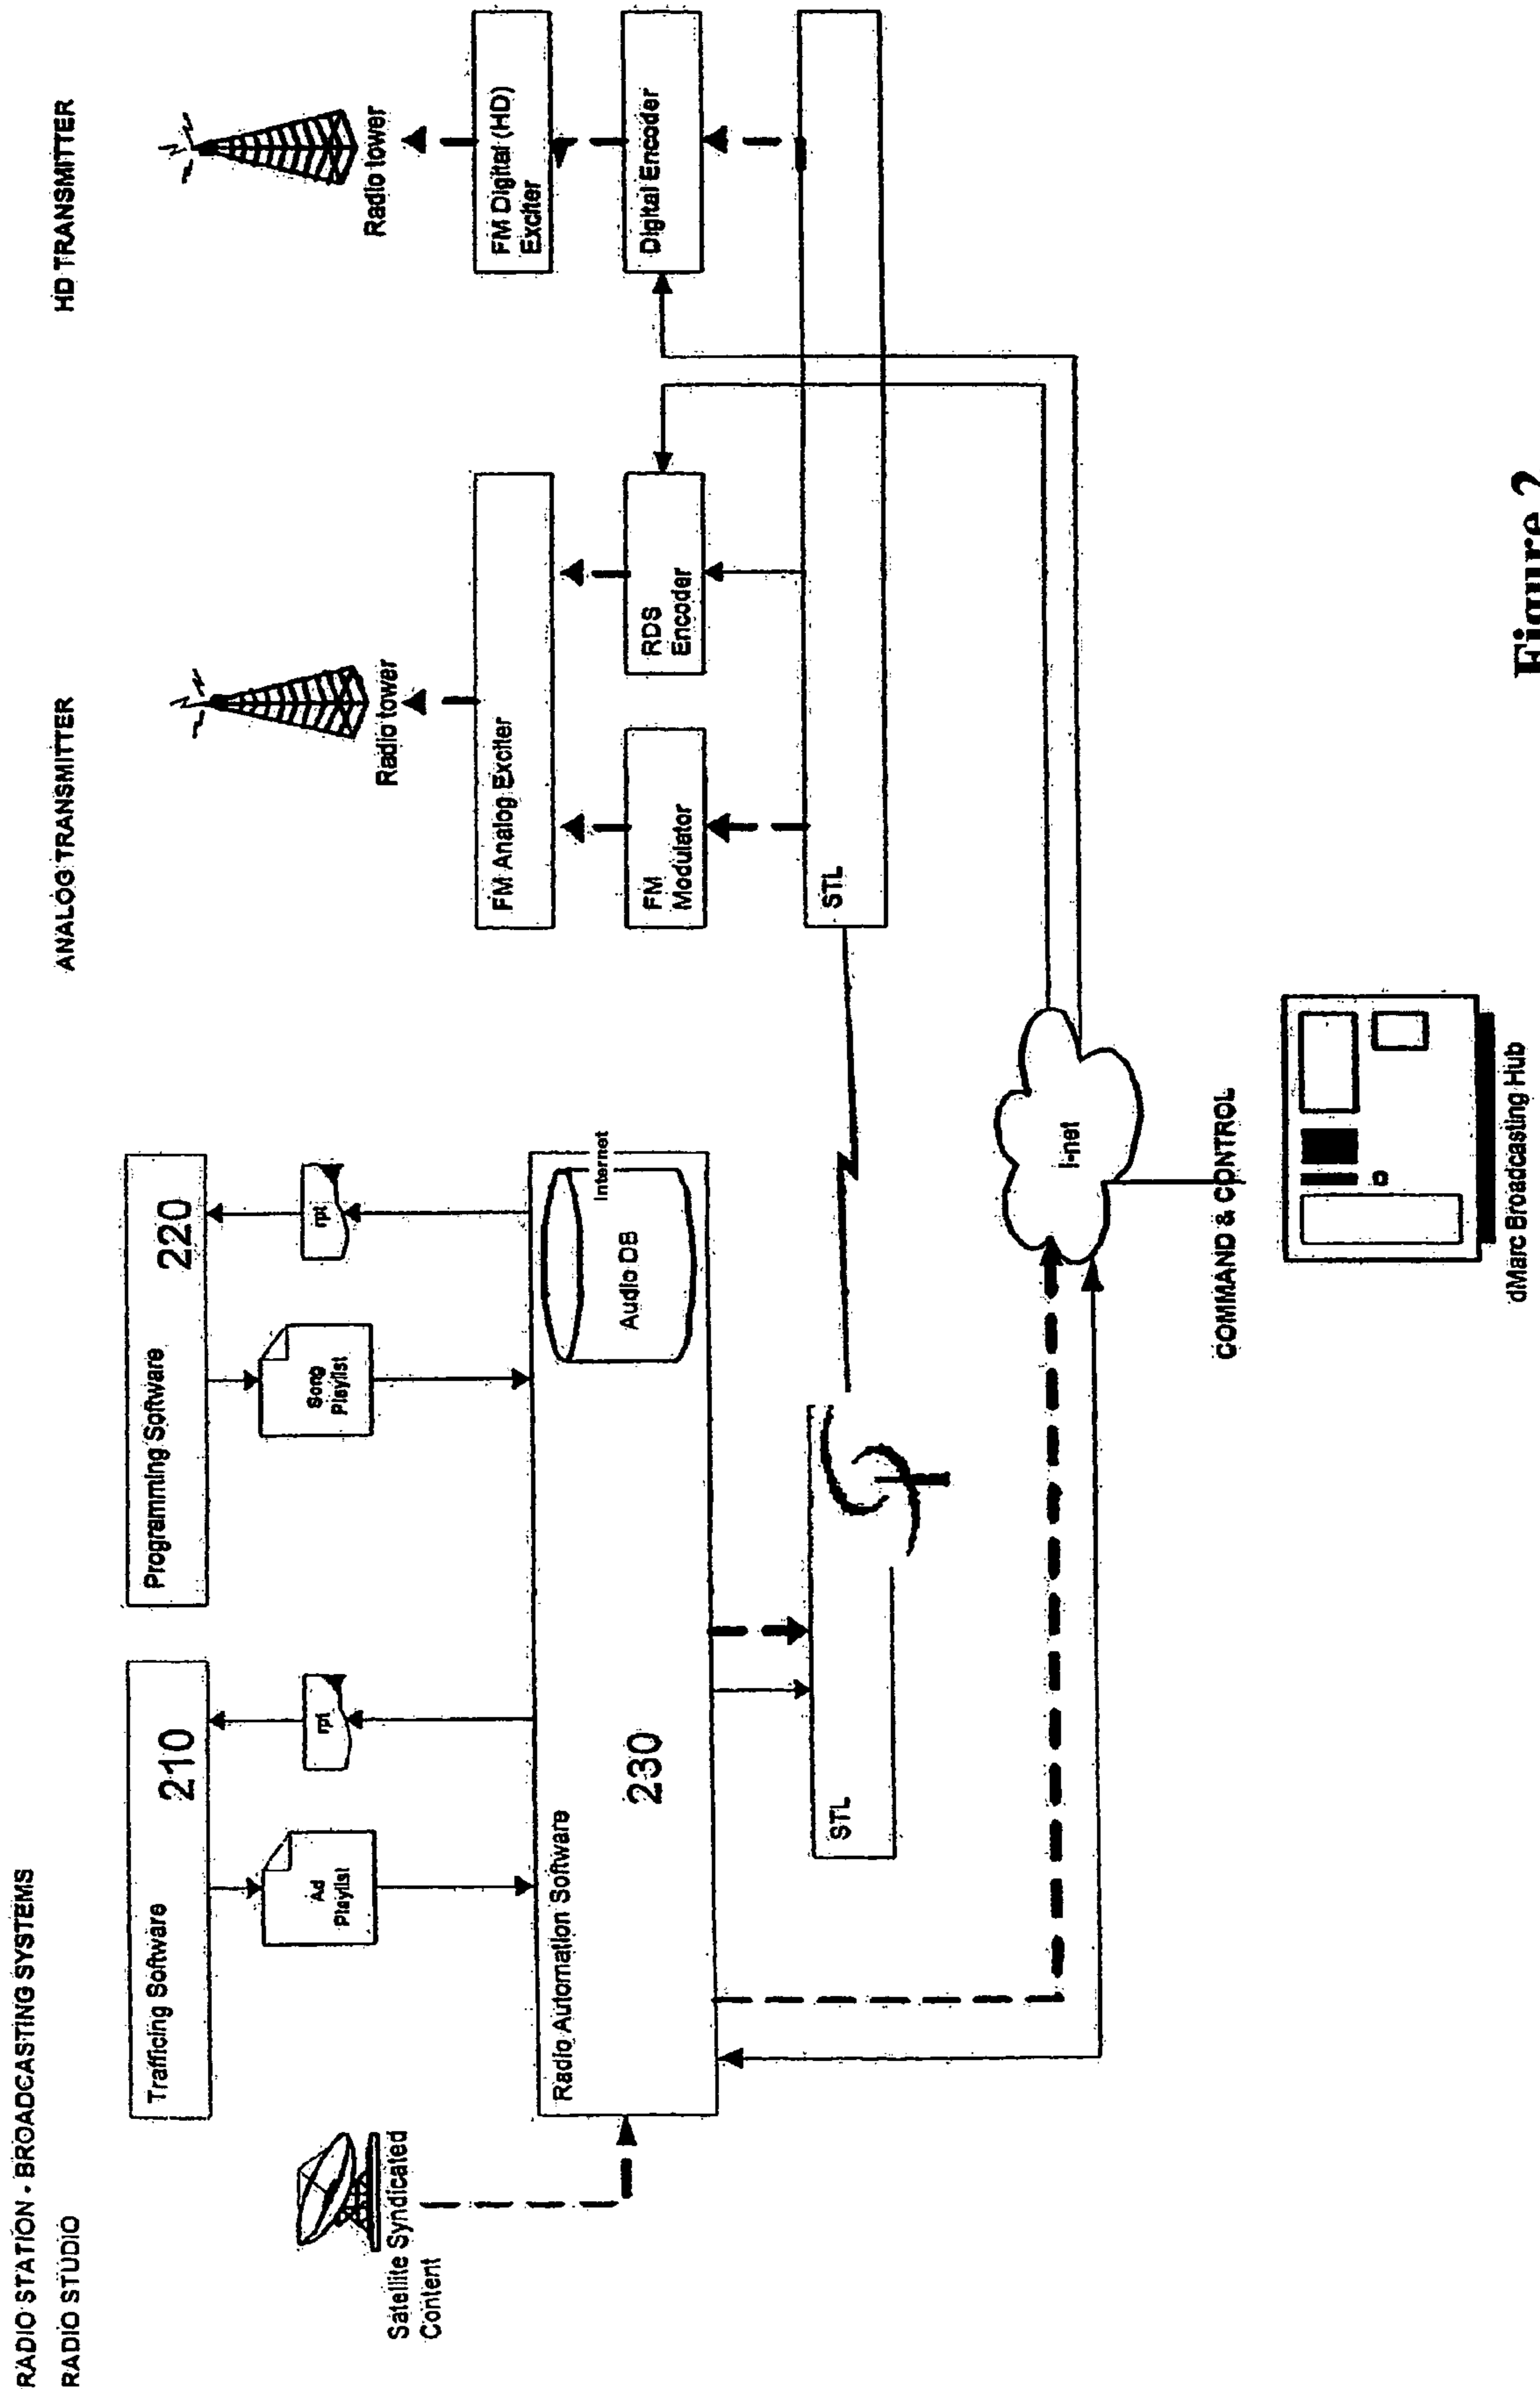 RADIO STATION - BROADCASTING SYSTEMS
RADIO STUDIO
ANALOG TRANSMITTER
HD TRANSMITTER
Trafficing Software
210
Programming Software
220
Ad
Playlist
rpt
Song
Playlist
rpt
Satellite Syndicated
Content
Radio Automation Software
230
Audio DB
Internet
STL
Radio tower
FM Analog Exciter
FM
Modulator
RDS
Encoder
STL
Radio tower
FM Digital (HD)
Exciter
Digital Encoder
I-net
COMMAND & CONTROL
dMarc Broadcasting Hub
Figure 2